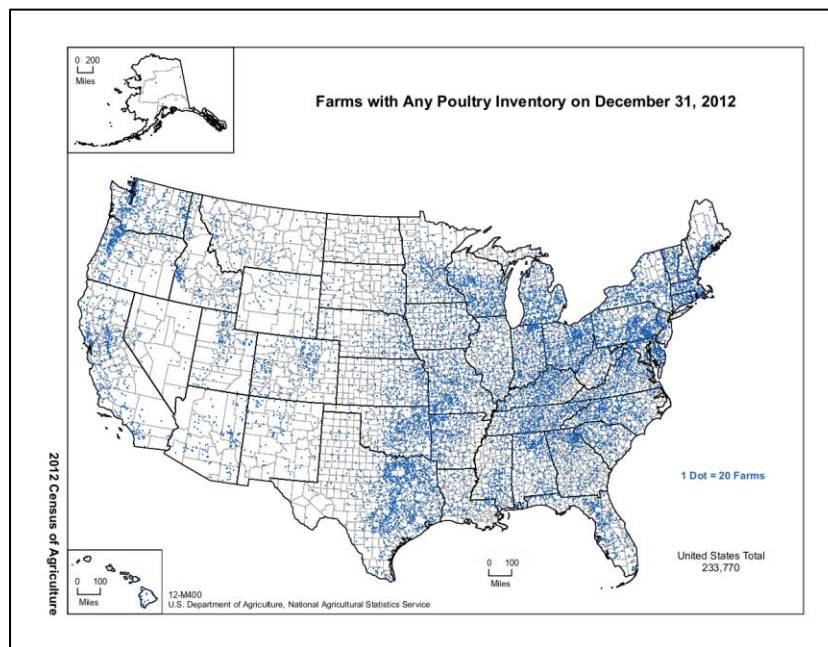 0 200
Miles
Farms with Any Poultry Inventory on December 31, 2012
2012 Census of Agriculture
1 Dot = 20 Farms
United States Total
233,770
0 100
Miles
0 100
Miles
12-M400
U.S. Department of Agriculture, National Agricultural Statistics Service